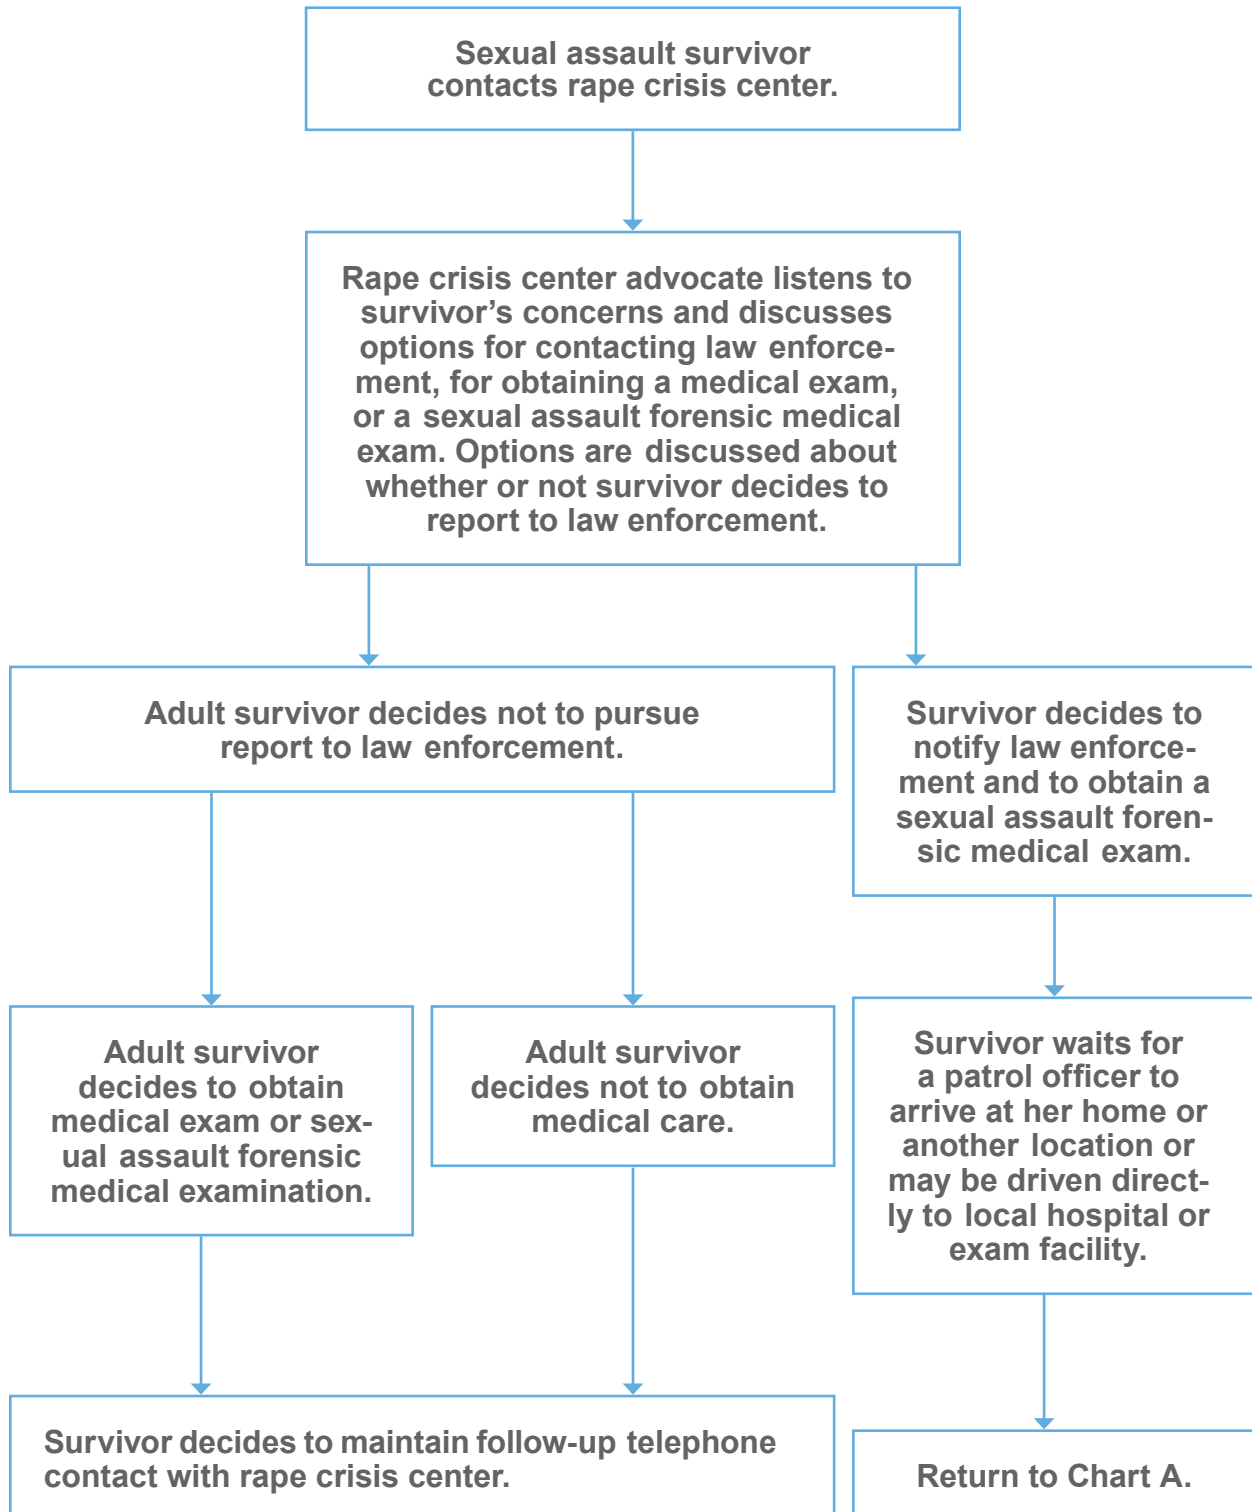 Sexual assault survivor
contacts rape crisis center.
Rape crisis center advocate listens to
survivor’s concerns and discusses
options for contacting law enforce-
ment, for obtaining a medical exam,
or a sexual assault forensic medical
exam. Options are discussed about
whether or not survivor decides to
report to law enforcement.
Adult survivor decides not to pursue
report to law enforcement.
Survivor decides to
notify law enforce-
ment and to obtain a
sexual assault foren-
sic medical exam.
Adult survivor
decides to obtain
medical exam or sex-
ual assault forensic
medical examination.
Adult survivor
decides not to obtain
medical care.
Survivor waits for
a patrol officer to
arrive at her home or
another location or
may be driven direct-
ly to local hospital or
exam facility.
Survivor decides to maintain follow-up telephone
contact with rape crisis center.
Return to Chart A.